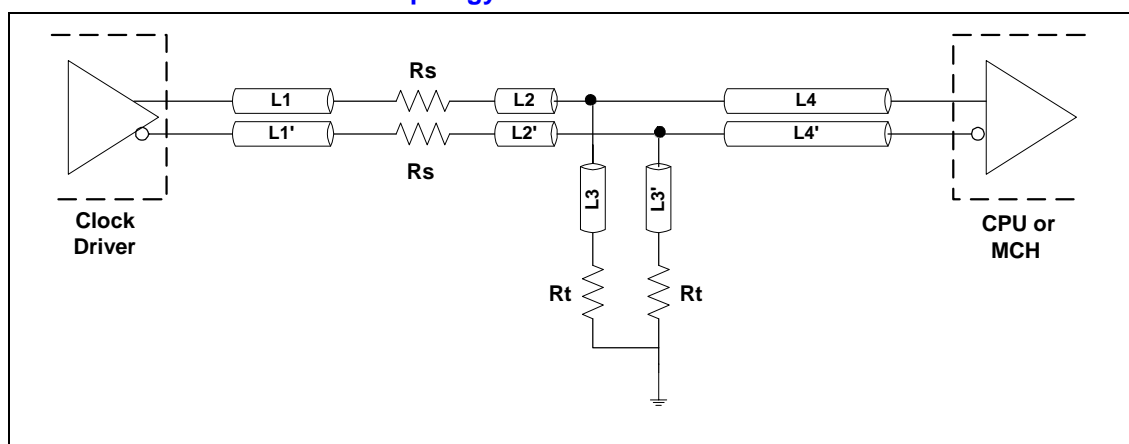 Rs
L1
L2
L4
L1'
L2'
L4'
Rs
L3
L3'
Clock
Driver
CPU or
MCH
Rt
Rt